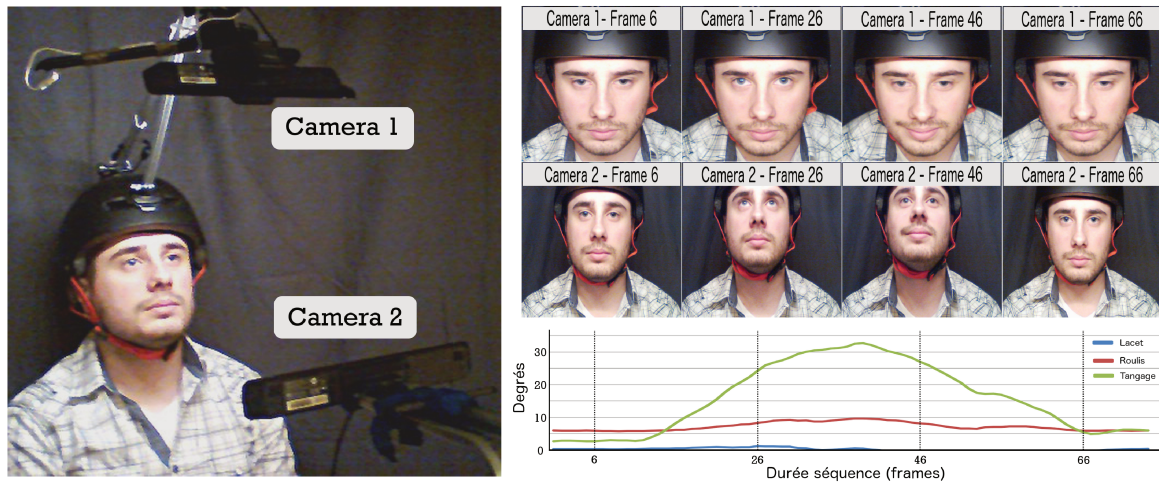 Camera 1
Camera 2
Camera 1- Frame 6
Camera 1 - Frame 26
Camera 1 - Frame 46
Camera 1 - Frame 66
Camera 2 - Frame 6
Camera 2 - Frame 26
Camera 2 - Frame 46
Camera 2 - Frame 66
Degrés
30
20
10
0
Lacet
Roulis
Tangage
6
26
46
66
Durée séquence (frames)